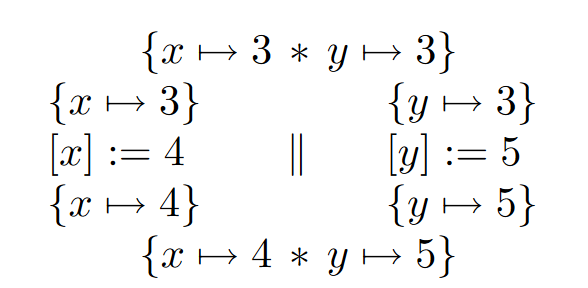 {x ↦ 3 ∗ y ↦ 3}
{x ↦ 3} {y ↦ 3}
[x] := 4 || [y] := 5
{x ↦ 4} {y ↦ 5}
{x ↦ 4 ∗ y ↦ 5}